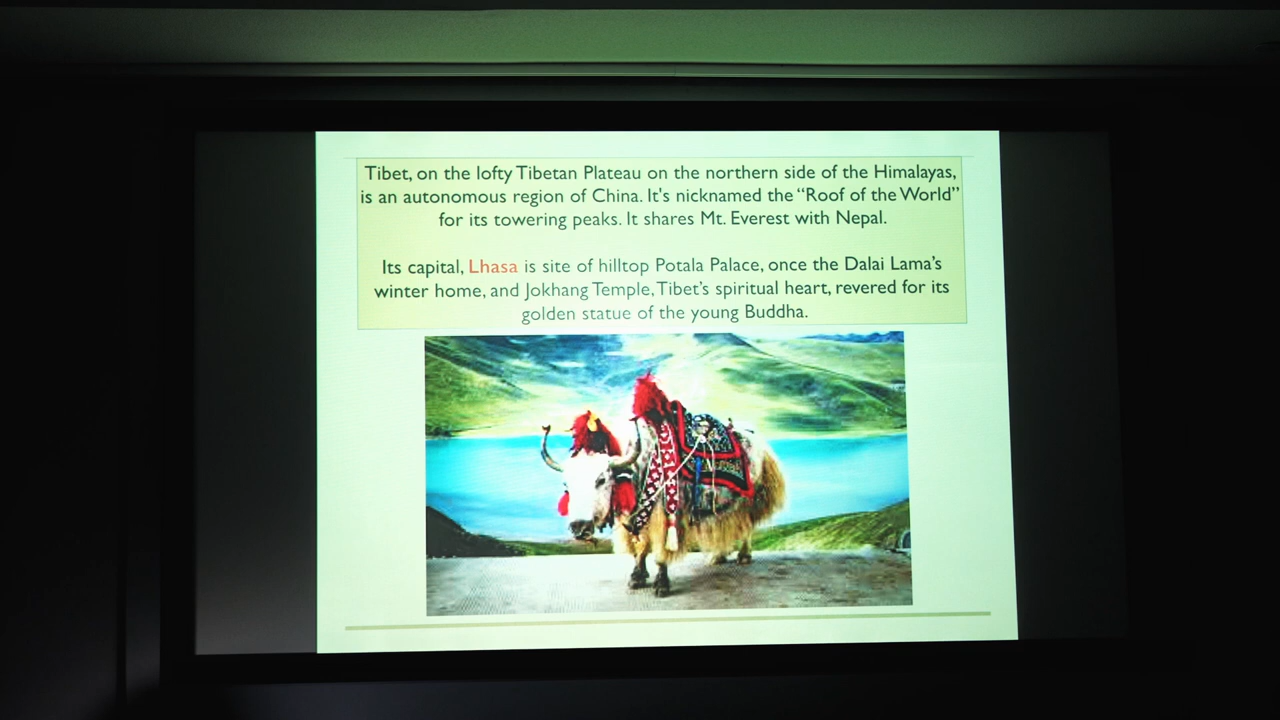 Tibet, on the lofty Tibetan Plateau on the northern side of the Himalayas,
is an autonomous region of China. It's nicknamed the “Roof of the World”
for its towering peaks. It shares Mt. Everest with Nepal.
Its capital, Lhasa is site of hilltop Potala Palace, once the Dalai Lama’s
winter home, and Jokhang Temple, Tibet’s spiritual heart, revered for its
golden statue of the young Buddha.